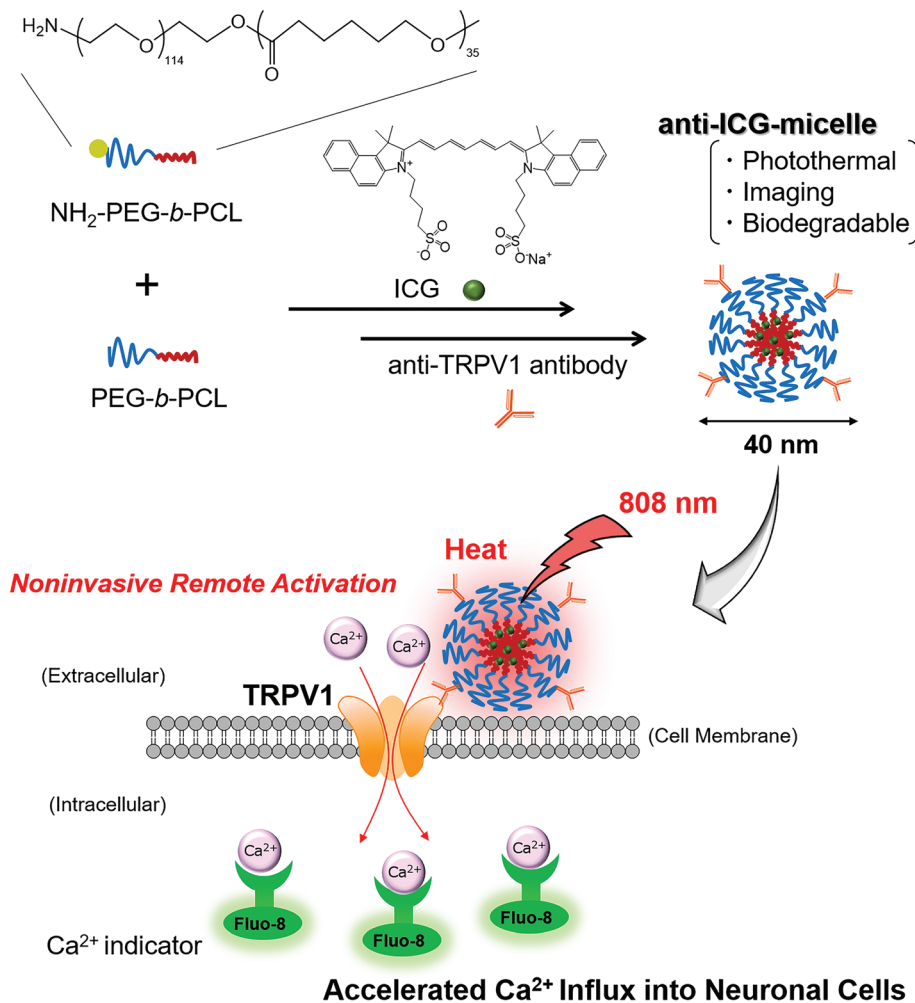 H₂N
O
114
O
O
O
35
NH₂-PEG-b-PCL
+
PEG-b-PCL
N⁺
N
S
O
O
⁻O
S
O
O
O⁻Na⁺
ICG
anti-TRPV1 antibody
anti-ICG-micelle
・ Photothermal
・ Imaging
・ Biodegradable
40 nm
808 nm
Heat
Noninvasive Remote Activation
Ca²⁺
Ca²⁺
(Extracellular)
TRPV1
(Cell Membrane)
(Intracellular)
Ca²⁺
Ca²⁺
Ca²⁺
Fluo-8
Fluo-8
Fluo-8
Ca²⁺ indicator
Accelerated Ca²⁺ Influx into Neuronal Cells